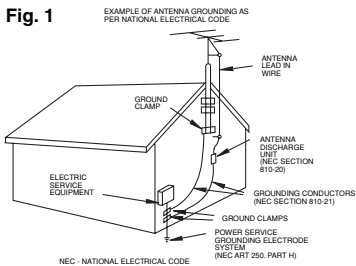 Fig. 1
EXAMPLE OF ANTENNA GROUNDING AS
PER NATIONAL ELECTRICAL CODE
ANTENNA
LEAD IN
WIRE
GROUND
CLAMP
ANTENNA
DISCHARGE
UNIT
(NEC SECTION
810-20)
ELECTRIC
SERVICE
EQUIPMENT
GROUNDING CONDUCTORS
(NEC SECTION 810-21)
GROUND CLAMPS
POWER SERVICE
GROUNDING ELECTRODE
SYSTEM
(NEC ART 250. PART H)
NEC - NATIONAL ELECTRICAL CODE